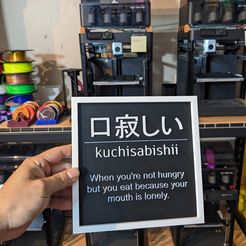 口寂しい
kuchisabishii
When you're not hungry
but you eat because your
mouth is lonely.